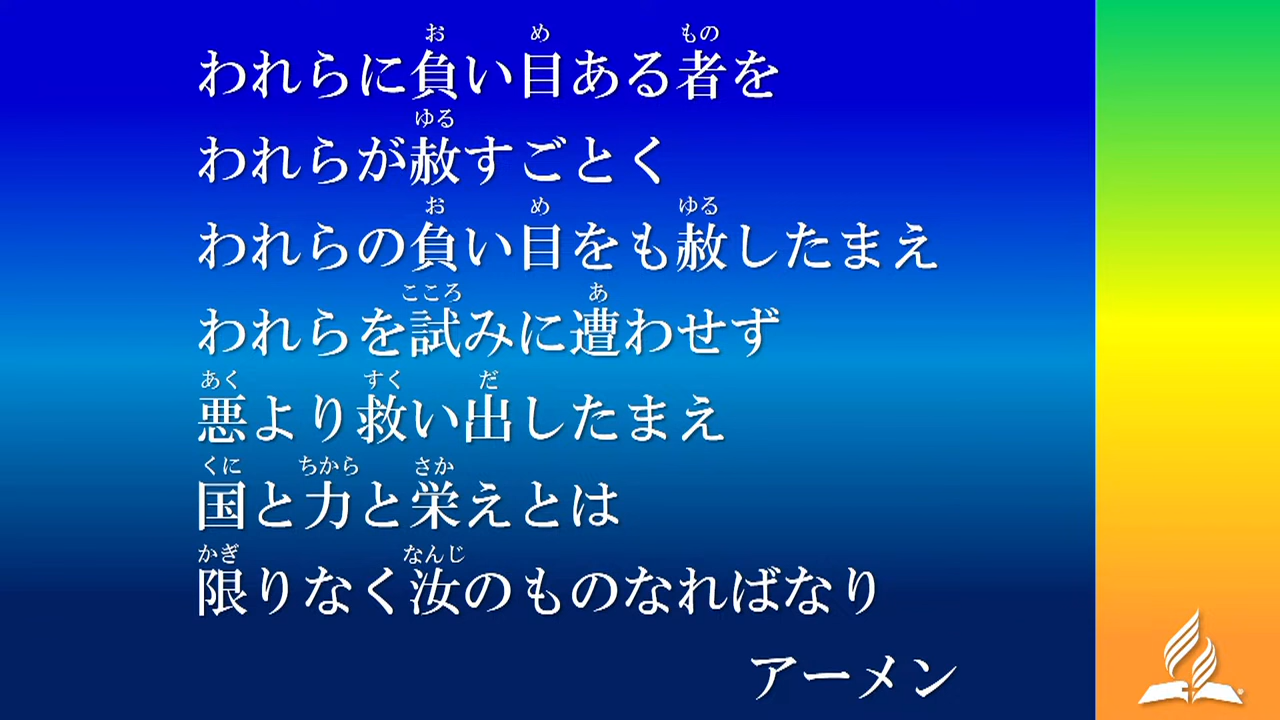 われらに負い目ある者を
われらが赦すごとく
われらの負い目をも赦したまえ
われらを試みに遭わせず
悪より救い出したまえ
国と力と栄えとは
限りなく汝のものなればなり
アーメン